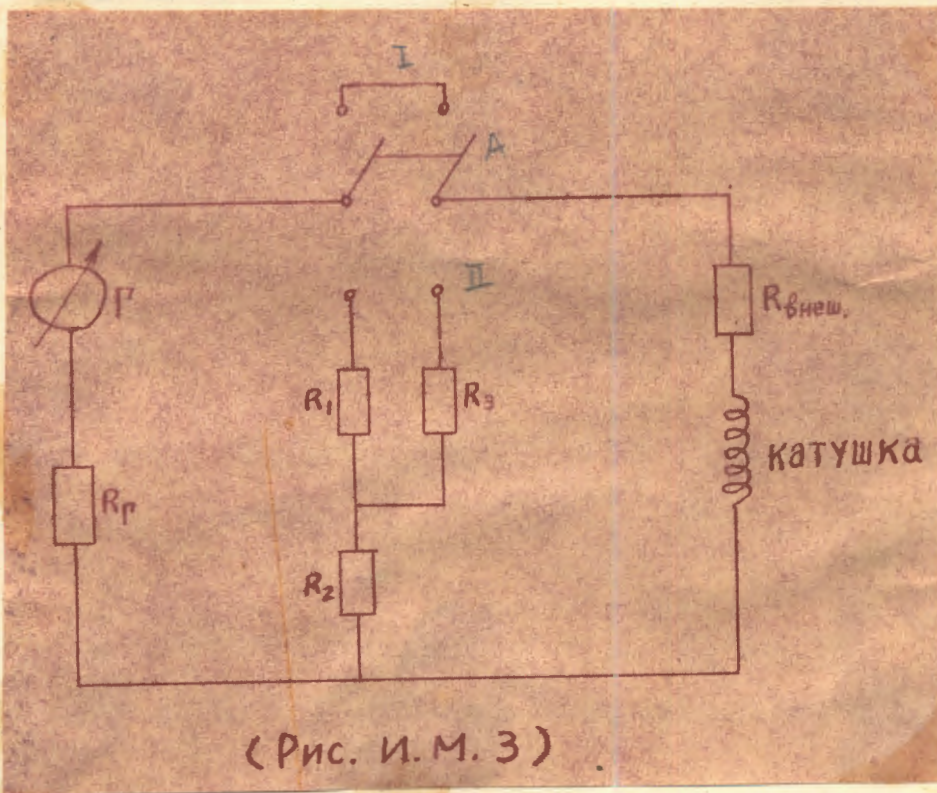 I
A
II
Г
Rвнеш.
R₁
R₃
катушка
Rг
R₂
(Рис. И. М. 3)